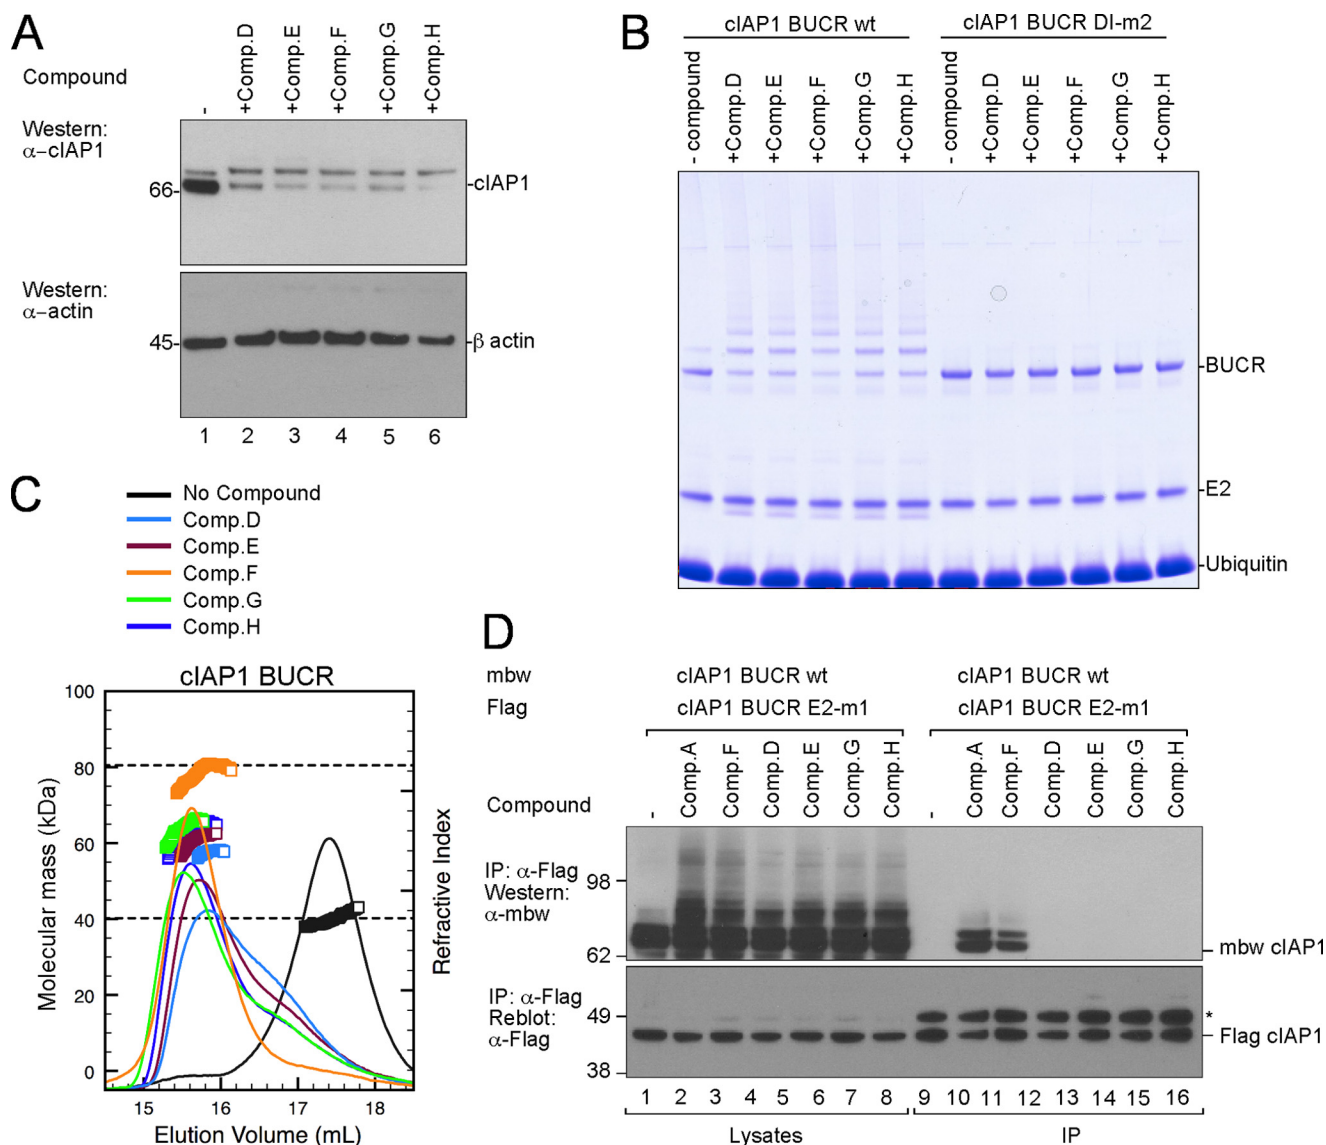 A
Compound
-
+Comp.D
+Comp.E
+Comp.F
+Comp.G
+Comp.H
Western:
α–cIAP1
66-
-cIAP1
Western:
α–actin
45-
-β actin
1 2 3 4 5 6
B
cIAP1 BUCR wt
cIAP1 BUCR DI-m2
- compound
+Comp.D
+Comp.E
+Comp.F
+Comp.G
+Comp.H
- compound
+Comp.D
+Comp.E
+Comp.F
+Comp.G
+Comp.H
-BUCR
-E2
-Ubiquitin
C
No Compound
Comp.D
Comp.E
Comp.F
Comp.G
Comp.H
cIAP1 BUCR
Molecular mass (kDa)
100
80
60
40
20
0
Refractive Index
15 16 17 18
Elution Volume (mL)
D
mbw cIAP1 BUCR wt cIAP1 BUCR wt
Flag cIAP1 BUCR E2-m1 cIAP1 BUCR E2-m1
Compound
-
Comp.A
Comp.F
Comp.D
Comp.E
Comp.G
Comp.H
-
Comp.A
Comp.F
Comp.D
Comp.E
Comp.G
Comp.H
IP: α-Flag
Western:
α-mbw
98
62
mbw cIAP1
IP: α-Flag
Reblot:
α-Flag
49
38
*
Flag cIAP1
1 2 3 4 5 6 7 8 9 10 11 12 13 14 15 16
Lysates IP